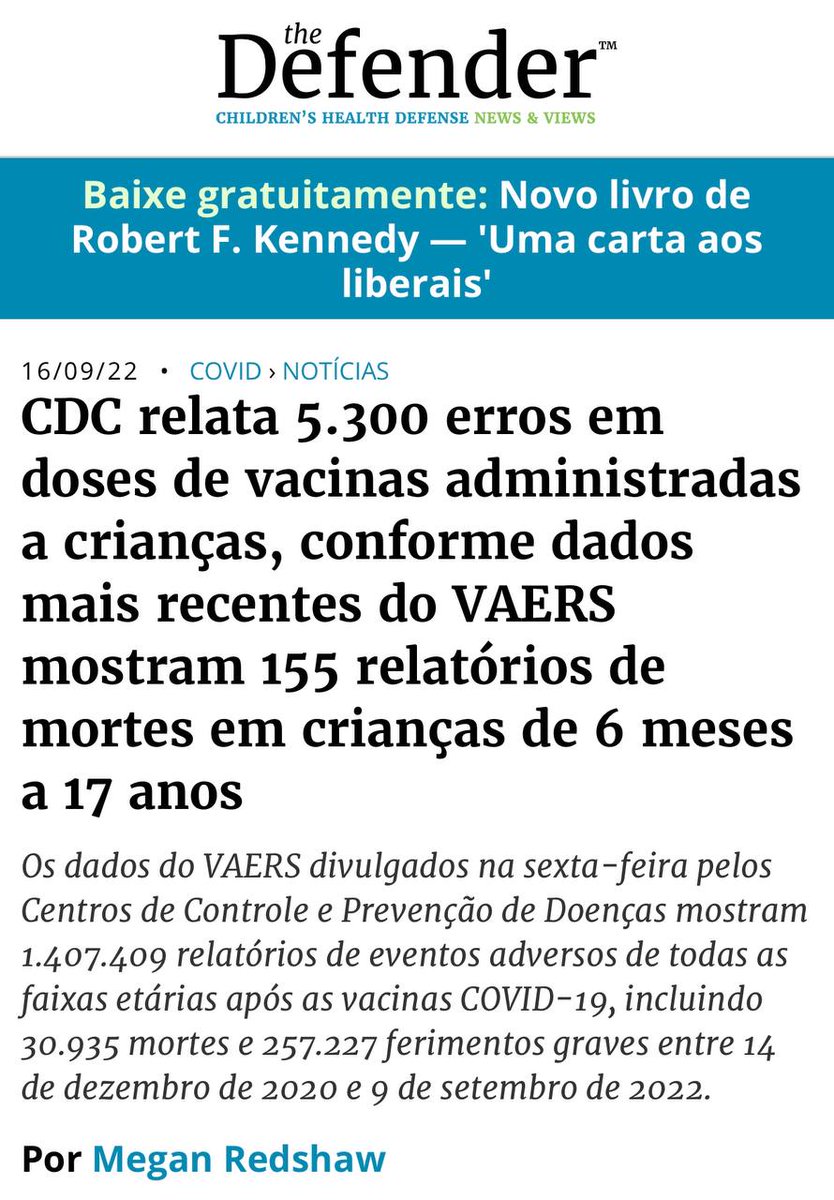 the
Defender™
CHILDREN'S HEALTH DEFENSE NEWS & VIEWS
Baixe gratuitamente: Novo livro de
Robert F. Kennedy — 'Uma carta aos
liberais'
16/09/22 • COVID › NOTÍCIAS
CDC relata 5.300 erros em
doses de vacinas administradas
a crianças, conforme dados
mais recentes do VAERS
mostram 155 relatórios de
mortes em crianças de 6 meses
a 17 anos
Os dados do VAERS divulgados na sexta-feira pelos
Centros de Controle e Prevenção de Doenças mostram
1.407.409 relatórios de eventos adversos de todas as
faixas etárias após as vacinas COVID-19, incluindo
30.935 mortes e 257.227 ferimentos graves entre 14
de dezembro de 2020 e 9 de setembro de 2022.
Por Megan Redshaw